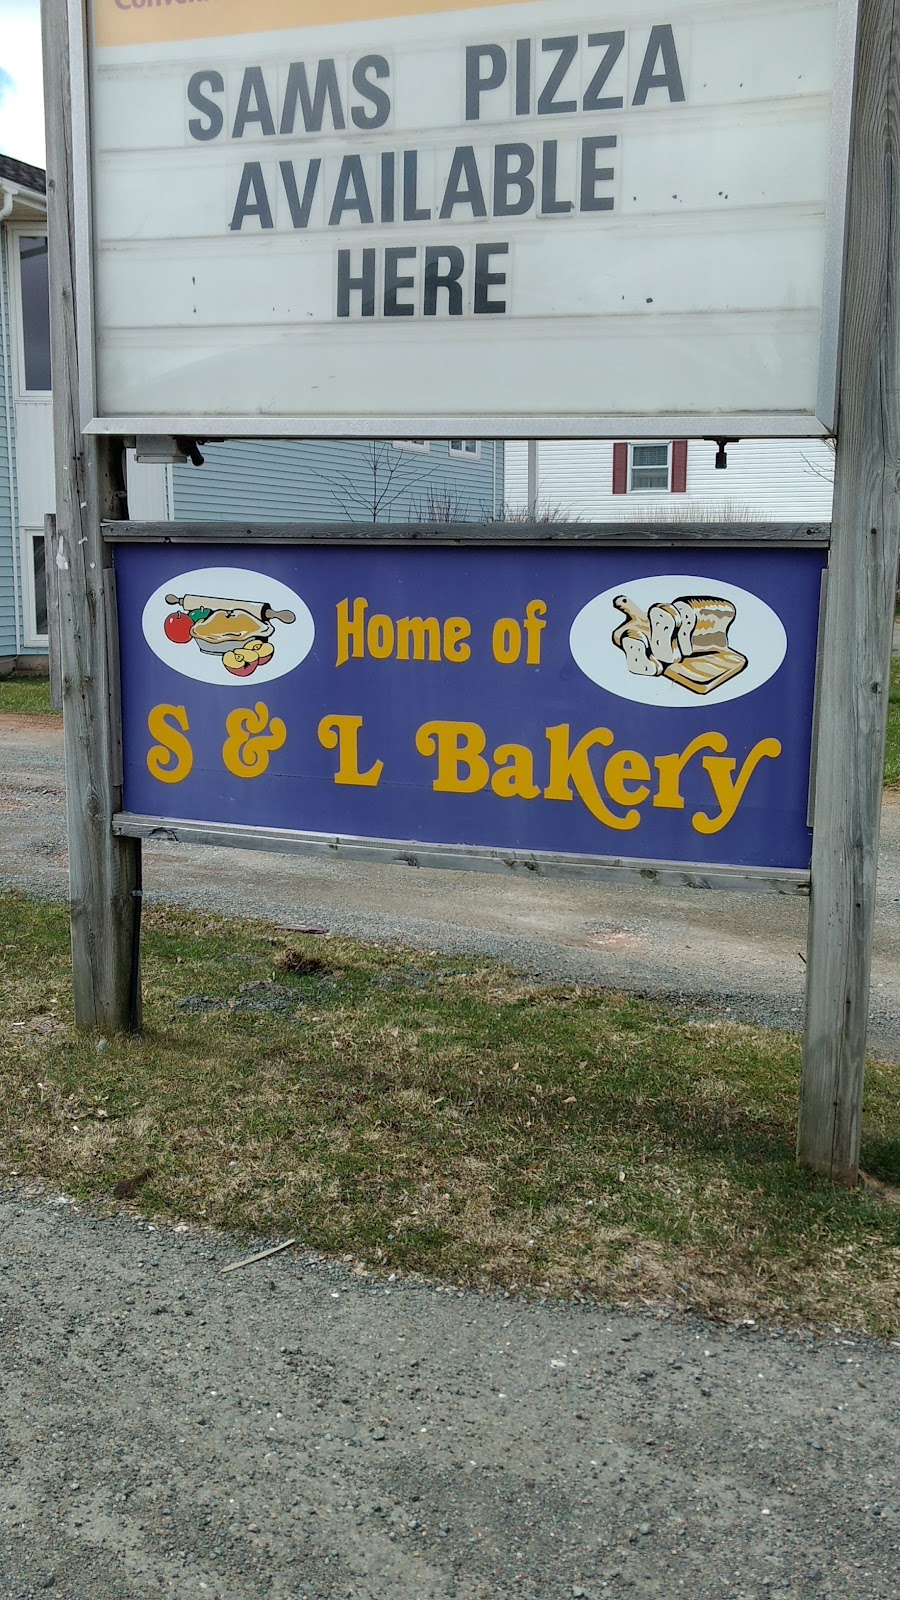 SAMS PIZZA
AVAILABLE
HERE
Home of
S & L Bakery